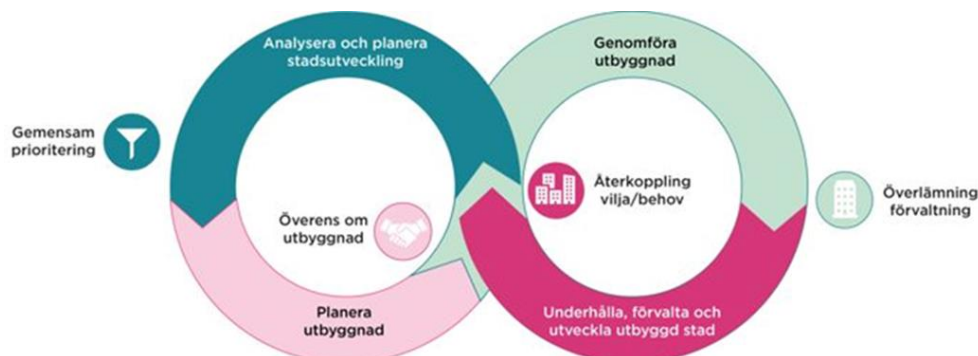 Analysera och planera
stadsutveckling
Genomföra
utbyggnad
Gemensam
prioritering
Återkoppling
vilja/behov
Överlämning
förvaltning
Överens om
utbyggnad
Planera
utbyggnad
Underhålla, förvalta och
utveckla utbyggd stad